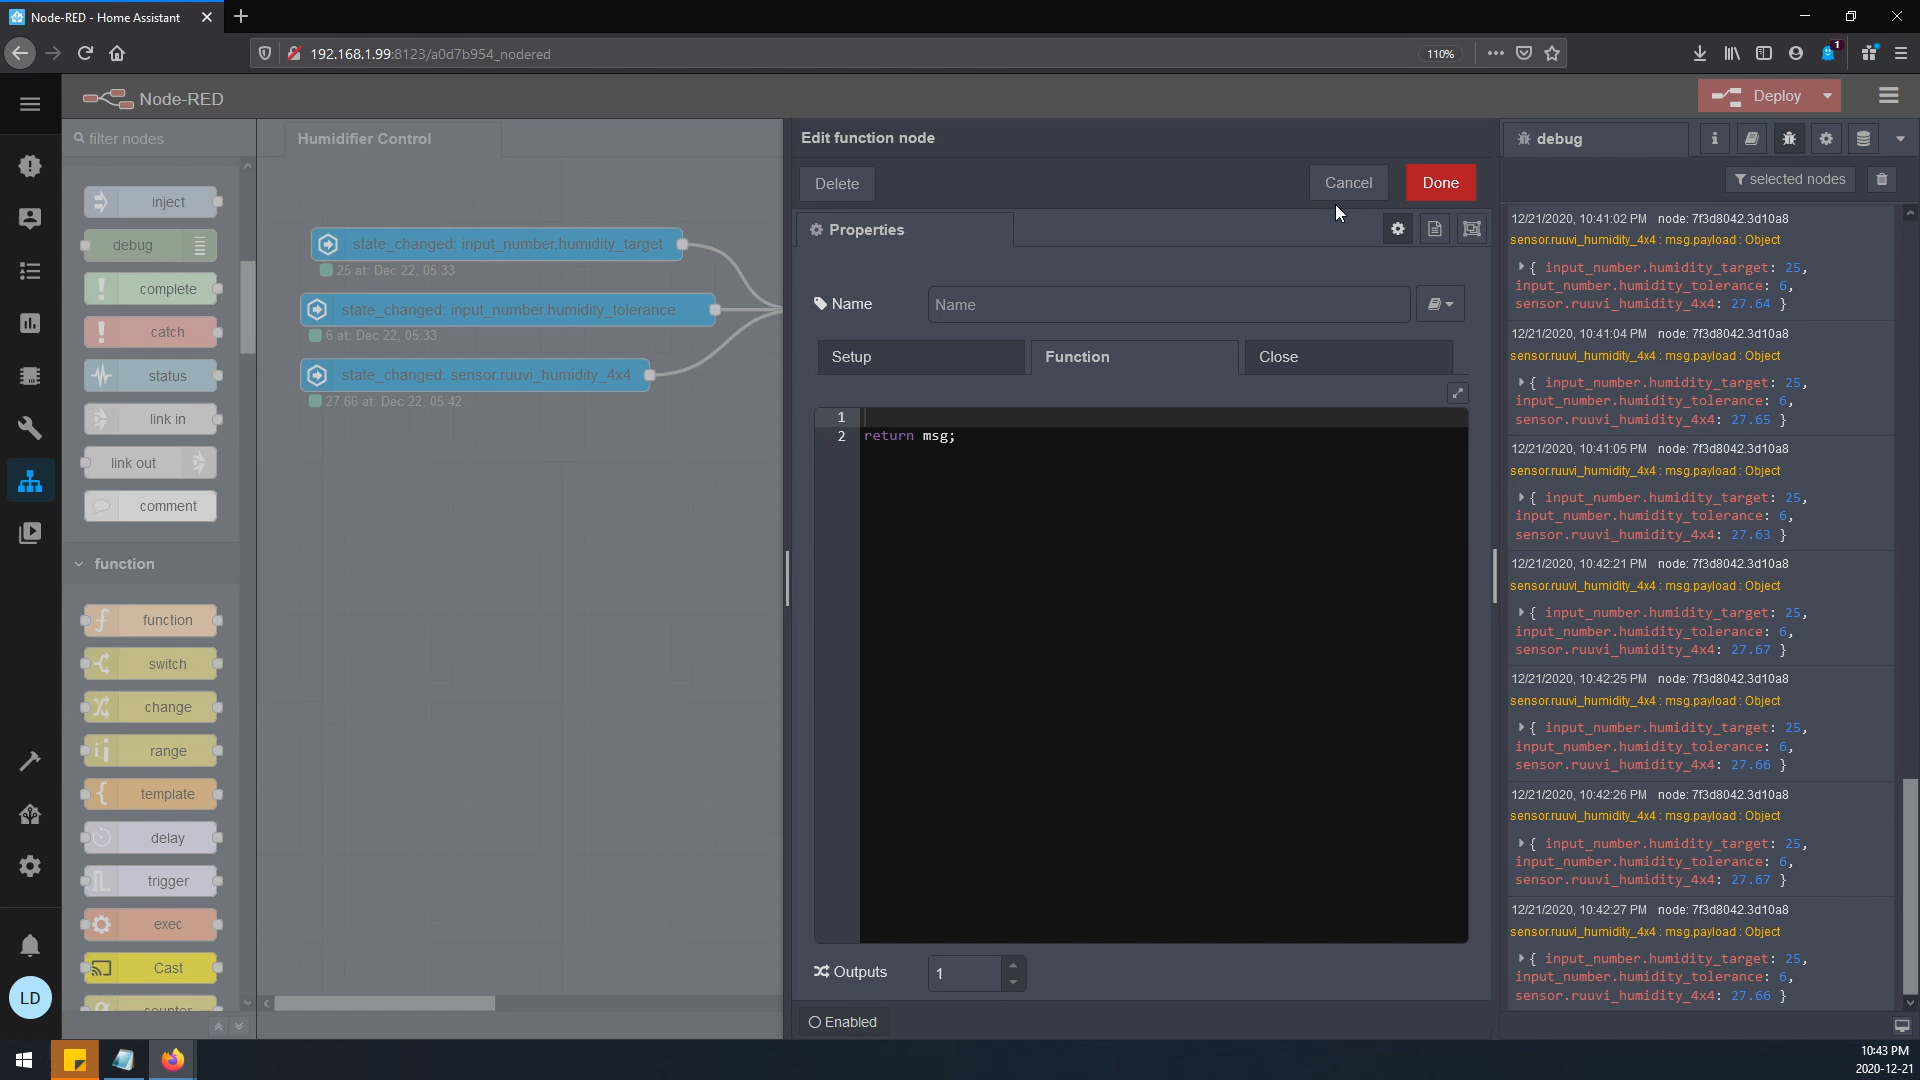 Node-RED - Home Assistant
192.168.1.99:8123/a0d7b954_nodered
110%
1
Node-RED
Deploy
filter nodes
Humidifier Control
Edit function node
debug
Delete
Cancel
Done
selected nodes
Properties
Name
Name
Setup
Function
Close
1
2 return msg;
Outputs
1
Enabled
inject
debug
complete
catch
status
link in
link out
comment
function
function
switch
change
range
template
delay
trigger
exec
Cast
counter
state_changed: input_number.humidity_target
25 at: Dec 22, 05:33
state_changed: input_number.humidity_tolerance
6 at: Dec 22, 05:33
state_changed: sensor.ruuvi_humidity_4x4
27.66 at: Dec 22, 05:42
12/21/2020, 10:41:02 PM node: 7f3d8042.3d10a8
sensor.ruuvi_humidity_4x4 : msg.payload : Object
{ input_number.humidity_target: 25,
input_number.humidity_tolerance: 6,
sensor.ruuvi_humidity_4x4: 27.64 }
12/21/2020, 10:41:04 PM node: 7f3d8042.3d10a8
sensor.ruuvi_humidity_4x4 : msg.payload : Object
{ input_number.humidity_target: 25,
input_number.humidity_tolerance: 6,
sensor.ruuvi_humidity_4x4: 27.65 }
12/21/2020, 10:41:05 PM node: 7f3d8042.3d10a8
sensor.ruuvi_humidity_4x4 : msg.payload : Object
{ input_number.humidity_target: 25,
input_number.humidity_tolerance: 6,
sensor.ruuvi_humidity_4x4: 27.63 }
12/21/2020, 10:42:21 PM node: 7f3d8042.3d10a8
sensor.ruuvi_humidity_4x4 : msg.payload : Object
{ input_number.humidity_target: 25,
input_number.humidity_tolerance: 6,
sensor.ruuvi_humidity_4x4: 27.67 }
12/21/2020, 10:42:25 PM node: 7f3d8042.3d10a8
sensor.ruuvi_humidity_4x4 : msg.payload : Object
{ input_number.humidity_target: 25,
input_number.humidity_tolerance: 6,
sensor.ruuvi_humidity_4x4: 27.66 }
12/21/2020, 10:42:26 PM node: 7f3d8042.3d10a8
sensor.ruuvi_humidity_4x4 : msg.payload : Object
{ input_number.humidity_target: 25,
input_number.humidity_tolerance: 6,
sensor.ruuvi_humidity_4x4: 27.67 }
12/21/2020, 10:42:27 PM node: 7f3d8042.3d10a8
sensor.ruuvi_humidity_4x4 : msg.payload : Object
{ input_number.humidity_target: 25,
input_number.humidity_tolerance: 6,
sensor.ruuvi_humidity_4x4: 27.66 }
LD
10:43 PM
2020-12-21